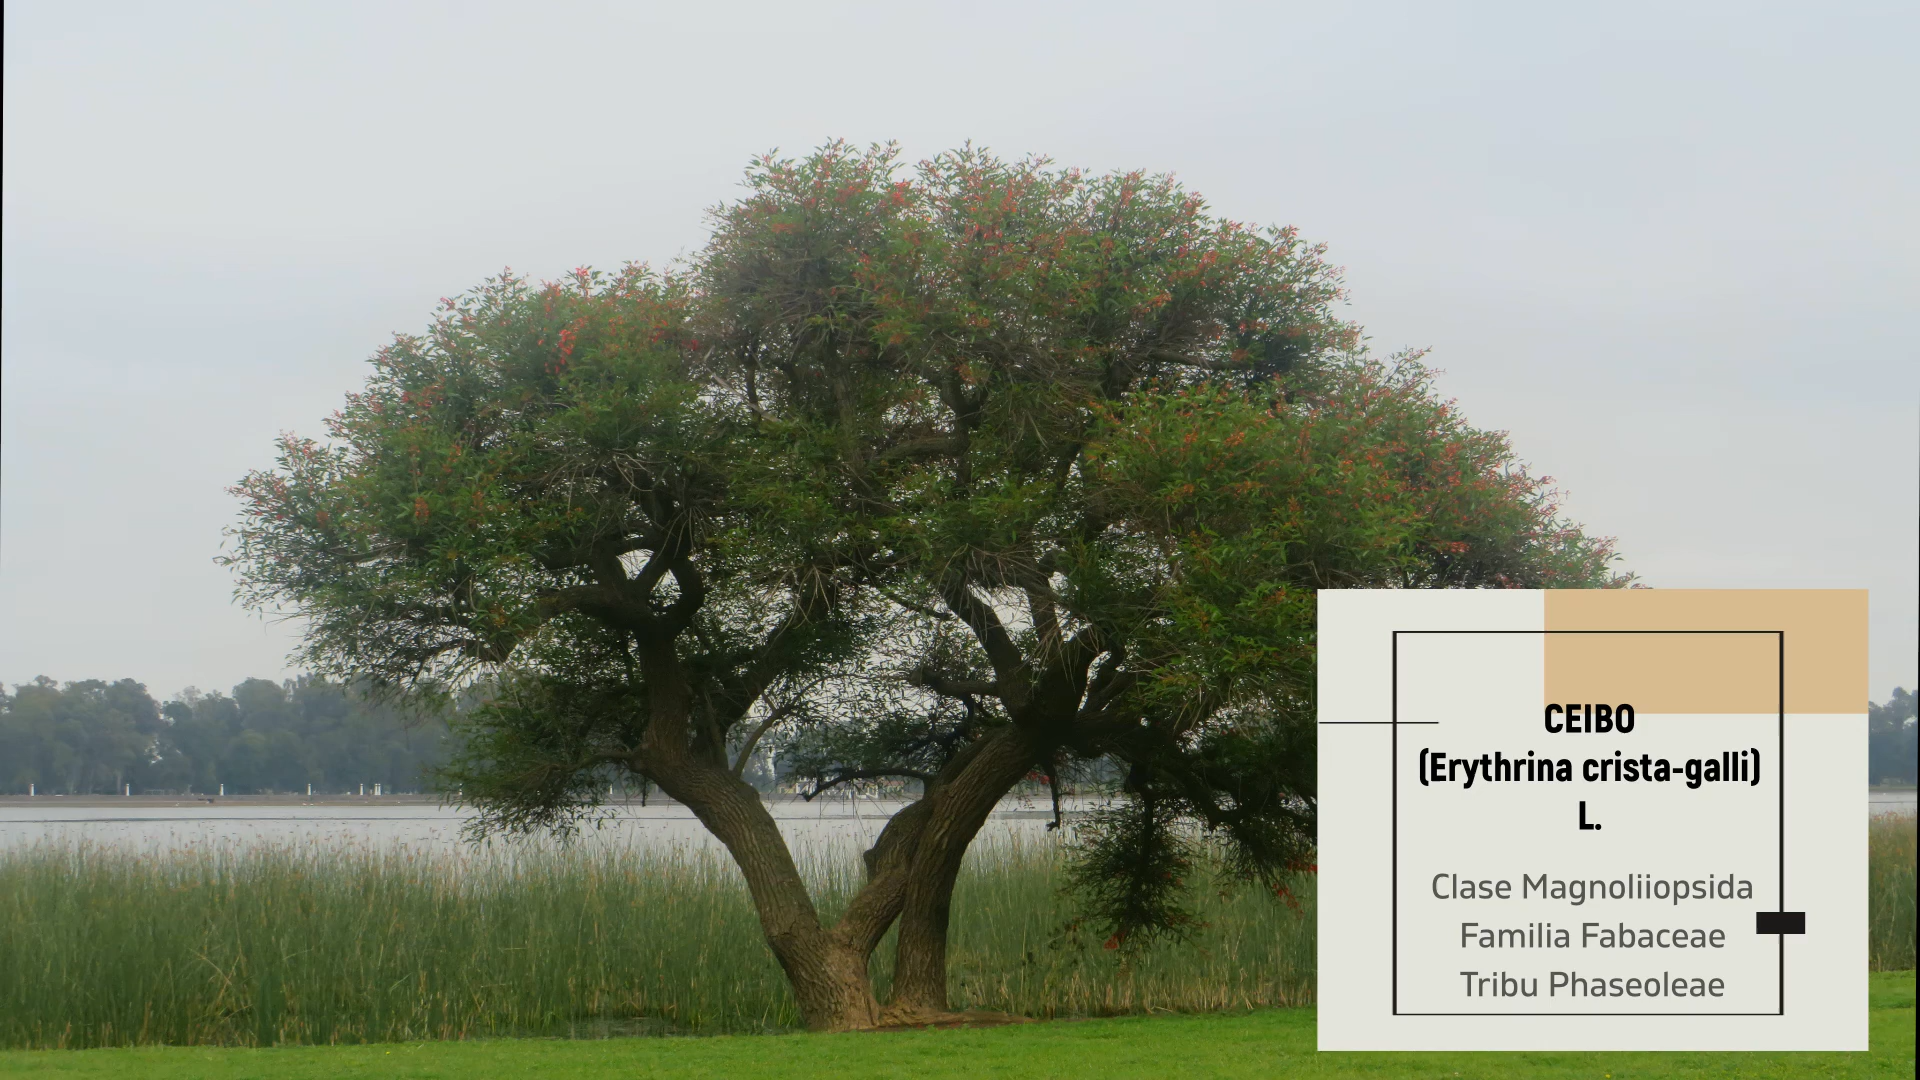 CEIBO
(Erythrina crista-galli)
L.
Clase Magnoliiopsida
Familia Fabaceae
Tribu Phaseoleae